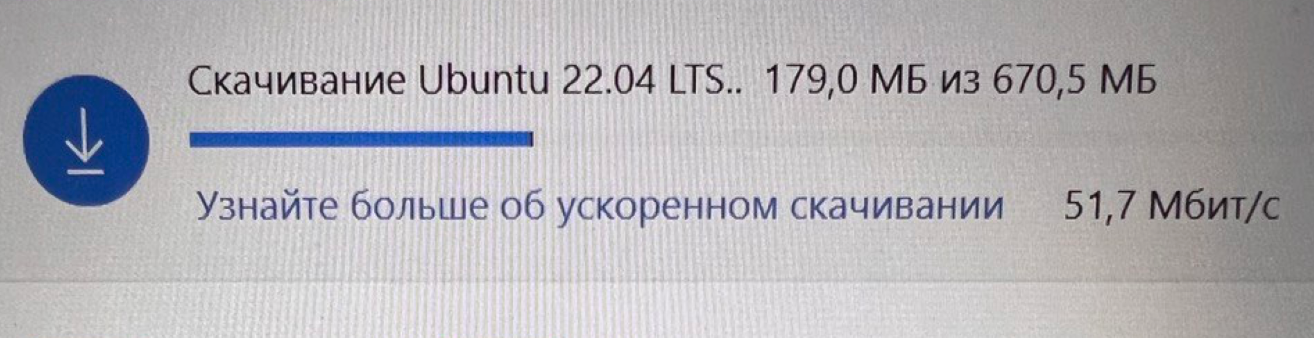 Скачивание Ubuntu 22.04 LTS.. 179,0 МБ из 670,5 МБ
Узнайте больше об ускоренном скачивании 51,7 Мбит/с